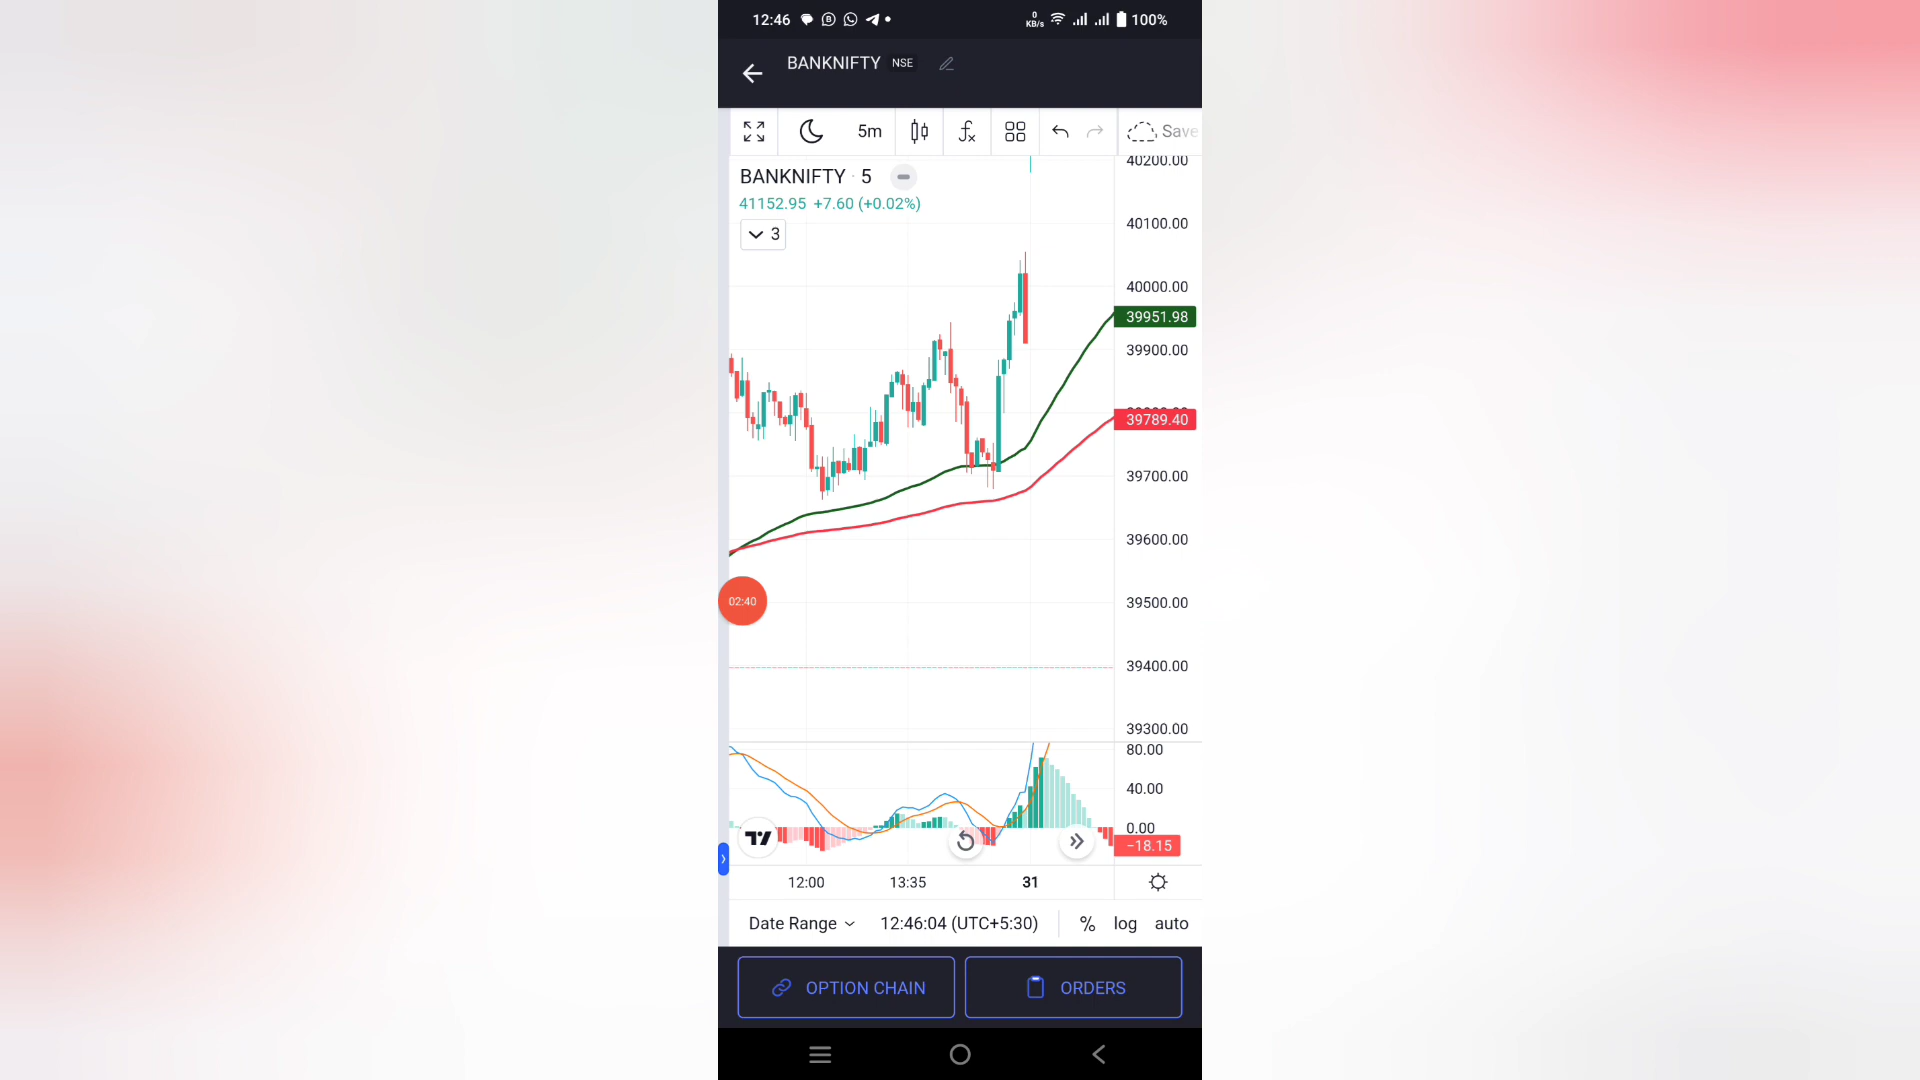 12:46
0
KB/s
100%
BANKNIFTY NSE
5m
Save
BANKNIFTY · 5
41152.95 +7.60 (+0.02%)
3
40200.00
40100.00
40000.00
39951.98
39900.00
39789.40
39700.00
39600.00
02:40
39500.00
39400.00
39300.00
80.00
40.00
0.00
−18.15
12:00 13:35 31
Date Range 12:46:04 (UTC+5:30) % log auto
OPTION CHAIN ORDERS